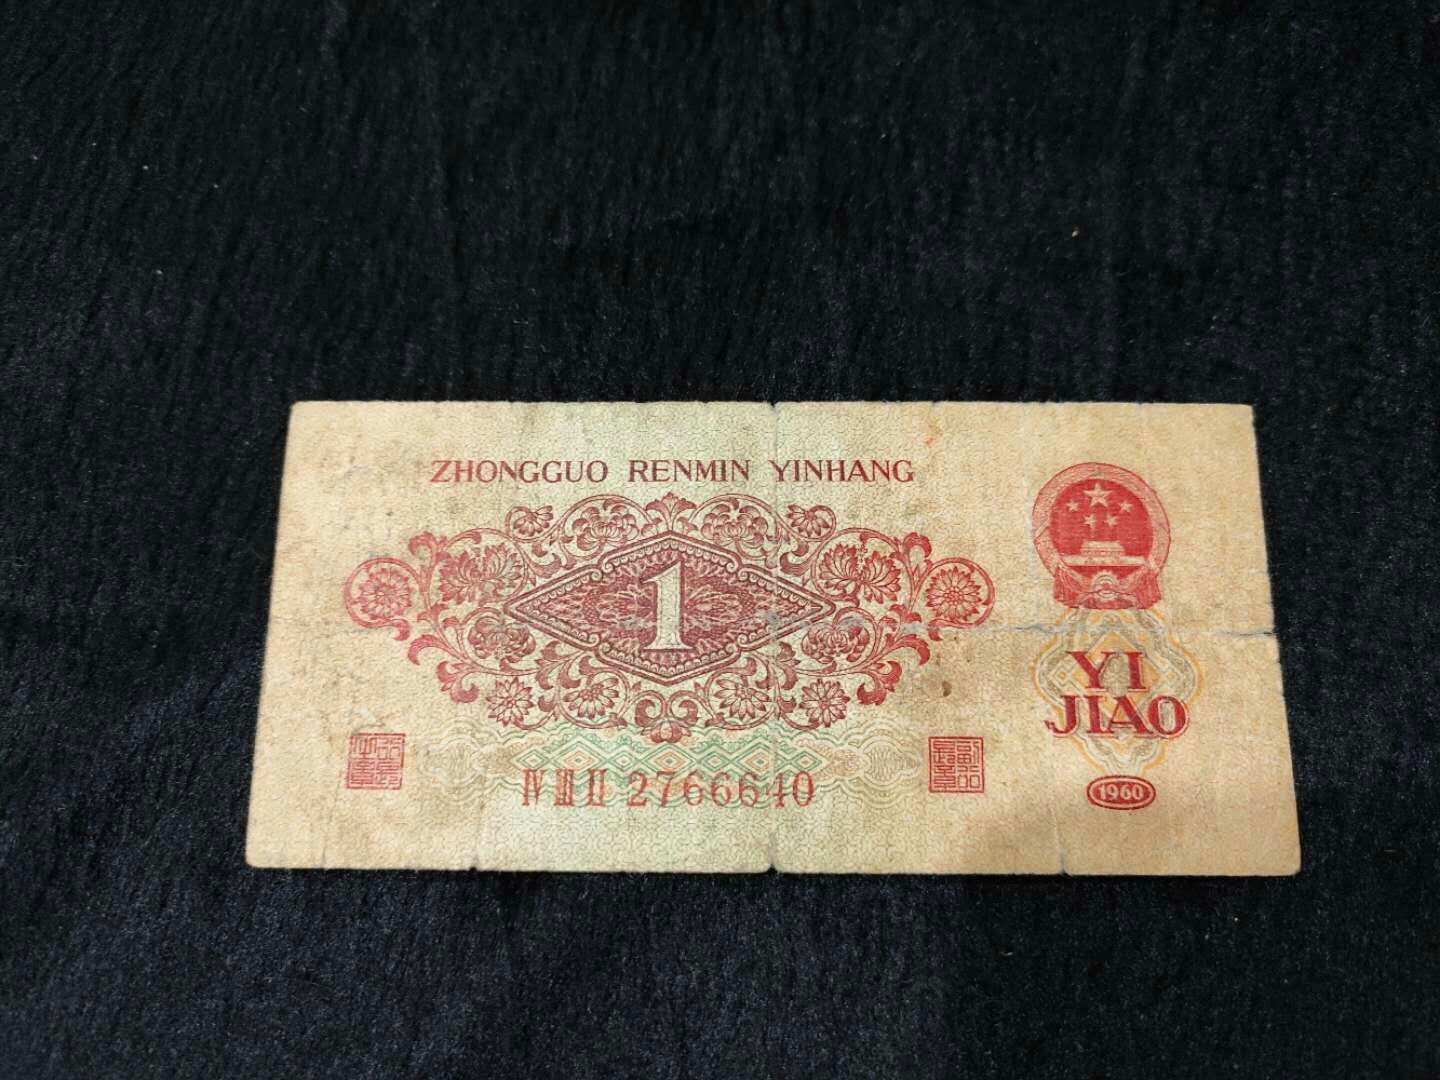 ZHONGGUO RENMIN YINHANG
1
YI
JIAO
IV III II 2766640
1960